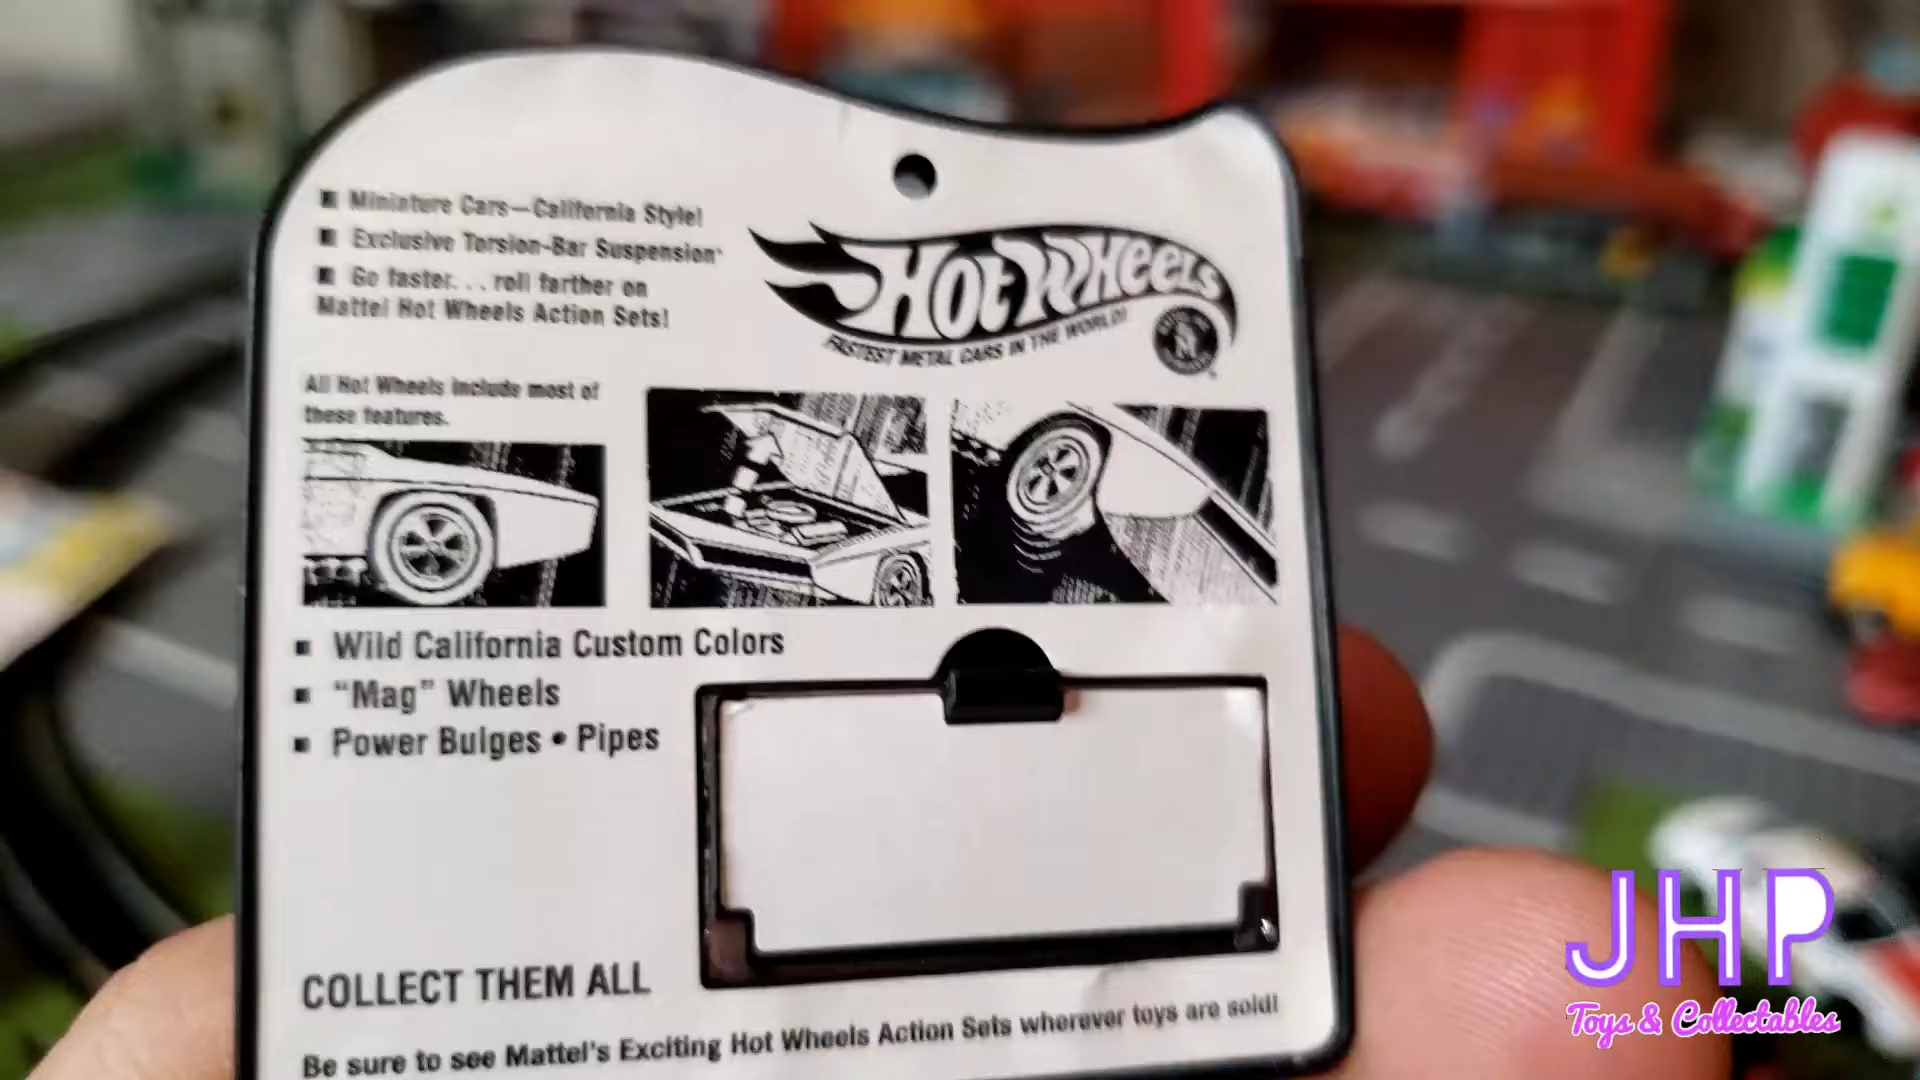 ■ Miniature Cars—California Style!
■ Exclusive Torsion-Bar Suspension*
■ Go faster... roll farther on
Mattel Hot Wheels Action Sets!
HOT WHEELS
FASTEST METAL CARS IN THE WORLD!
All Hot Wheels include most of
these features.
■ Wild California Custom Colors
■ “Mag” Wheels
■ Power Bulges • Pipes
COLLECT THEM ALL
Be sure to see Mattel's Exciting Hot Wheels Action Sets wherever toys are sold!
JHP
Toys & Collectables